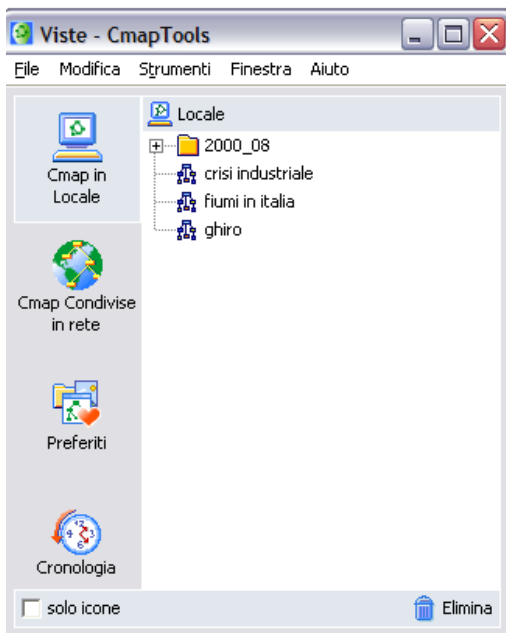 Viste - CmapTools
File Modifica Strumenti Finestra Aiuto
Cmap in
Locale
Cmap Condivise
in rete
Preferiti
Cronologia
Locale
2000_08
crisi industriale
fiumi in italia
ghiro
solo icone
Elimina